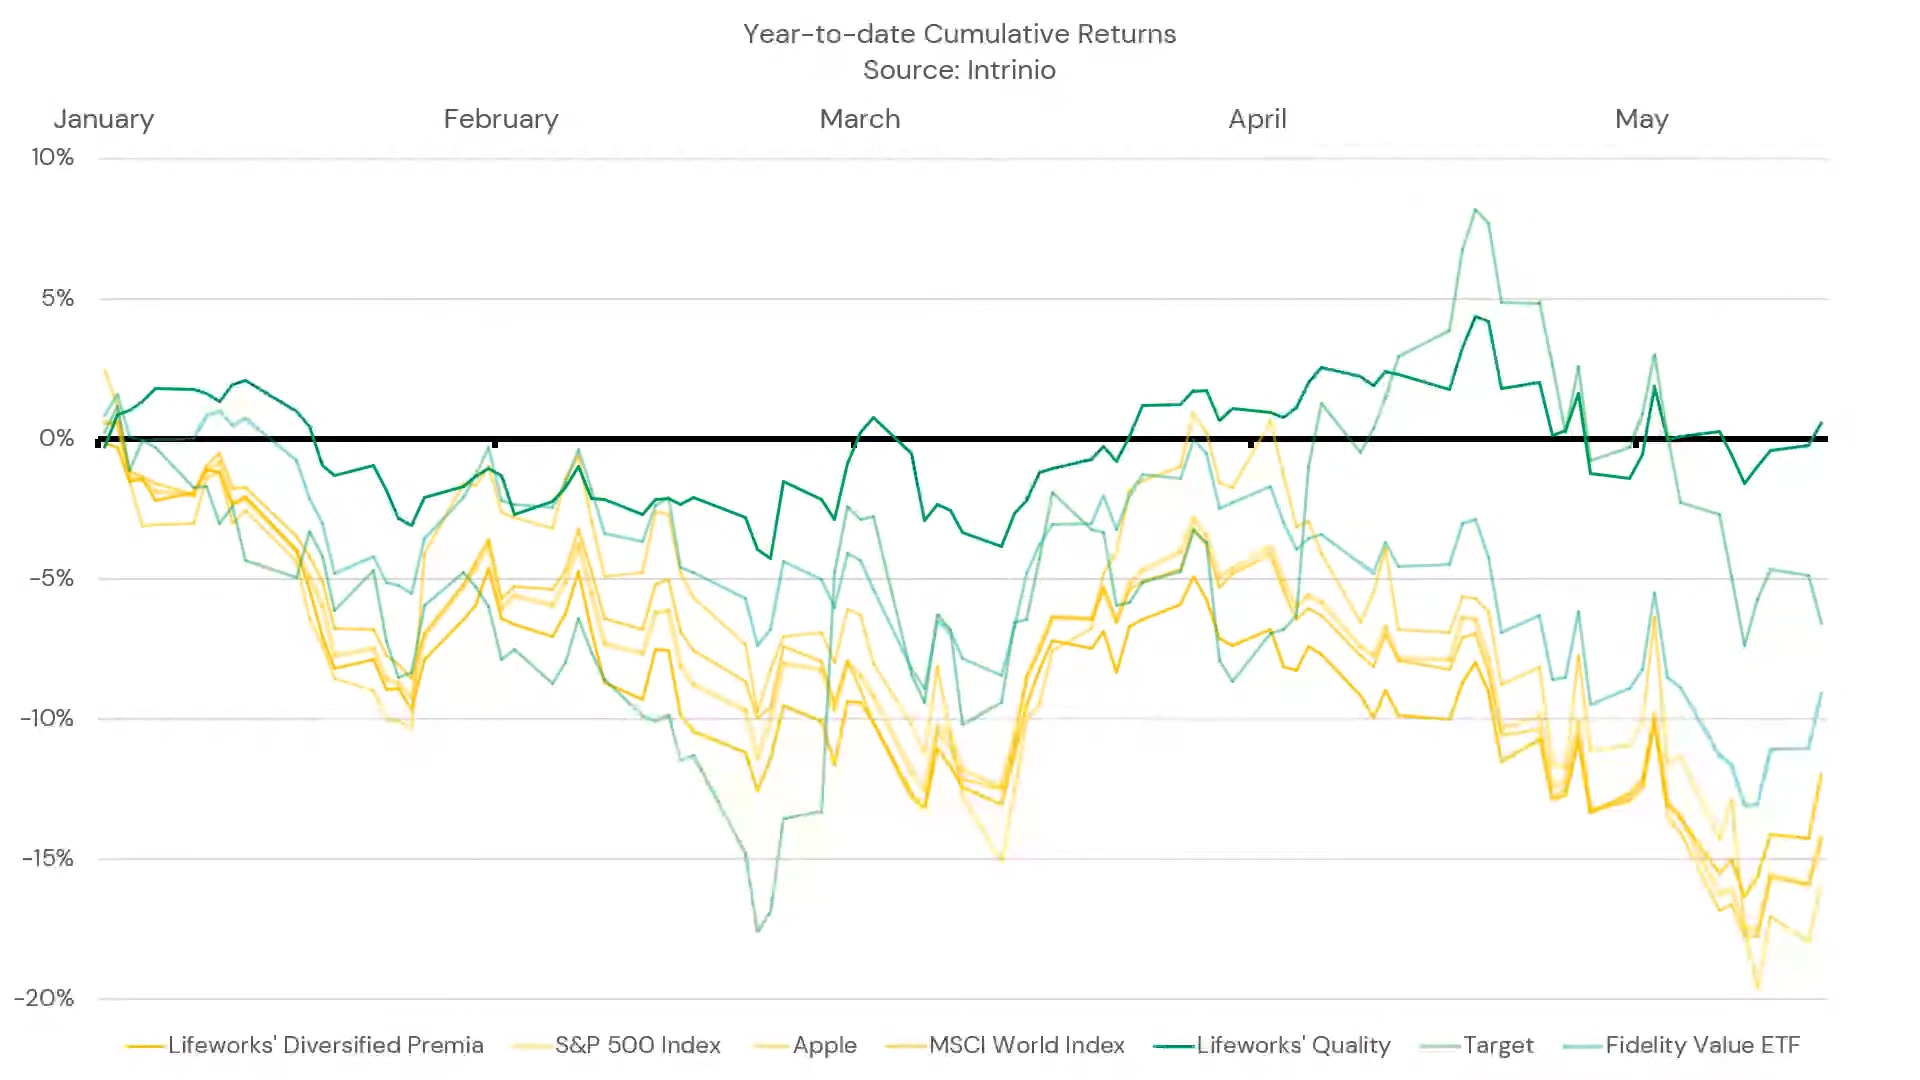 Year-to-date Cumulative Returns
Source: Intrinio
January February March April May
10%
5%
0%
-5%
-10%
-15%
-20%
Lifeworks' Diversified Premia S&P 500 Index Apple MSCI World Index Lifeworks' Quality Target Fidelity Value ETF